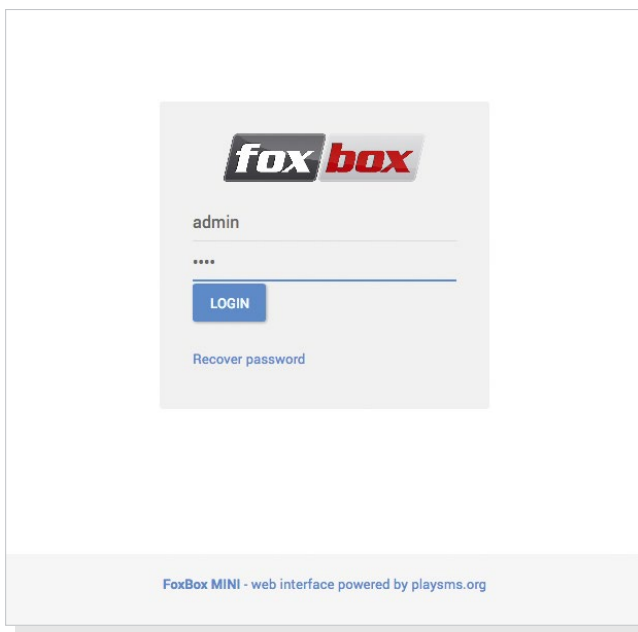 fox box
admin
••••
LOGIN
Recover password
FoxBox MINI - web interface powered by playsms.org